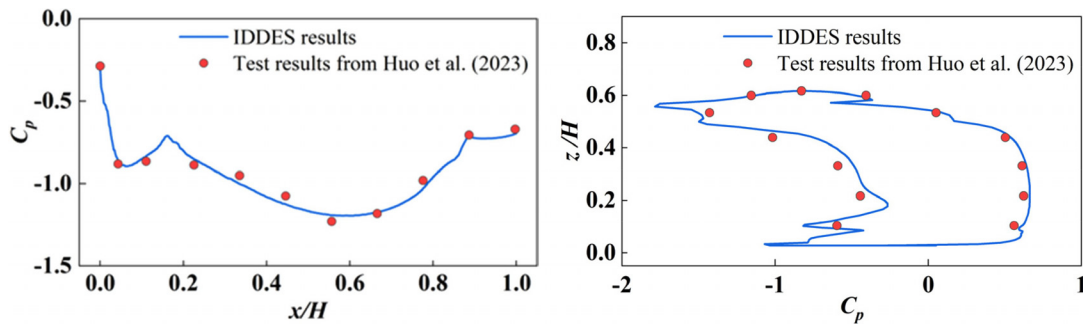 0.0
-0.5
-1.0
-1.5
C_p
IDDES results
Test results from Huo et al. (2023)
0.0 0.2 0.4 0.6 0.8 1.0
x/H
0.8
0.6
0.4
0.2
0.0
z/H
IDDES results
Test results from Huo et al. (2023)
-2 -1 0 1
C_p